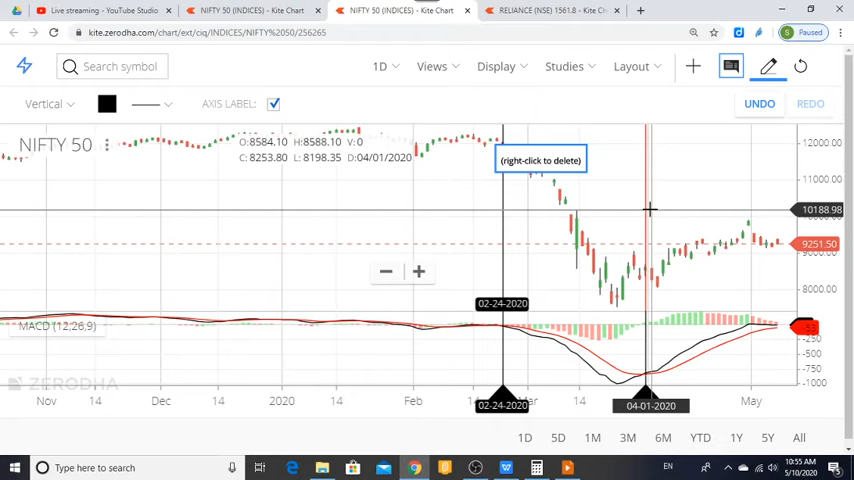 Live streaming - YouTube Studio
NIFTY 50 (INDICES) - Kite Chart
NIFTY 50 (INDICES) - Kite Chart
RELIANCE (NSE) 1561.8 - Kite Ch
kite.zerodha.com/chart/ext/ciq/INDICES/NIFTY%2050/256265
S Paused
Search symbol
1D Views Display Studies Layout
Vertical AXIS LABEL: UNDO REDO
NIFTY 50
O:8584.10 H:8588.10 V:0
C:8253.80 L:8198.35 D:04/01/2020
(right-click to delete)
12000.00
11000.00
10188.98
9251.50
9000.00
8000.00
02-24-2020
MACD (12,26,9)
-250
-500
-750
-1000
ZERODHA
Nov 14 Dec 14 2020 14 Feb 14 02-24-2020 Mar 14 04-01-2020 May
1D 5D 1M 3M 6M YTD 1Y 5Y All
Type here to search
EN
10:55 AM
5/10/2020